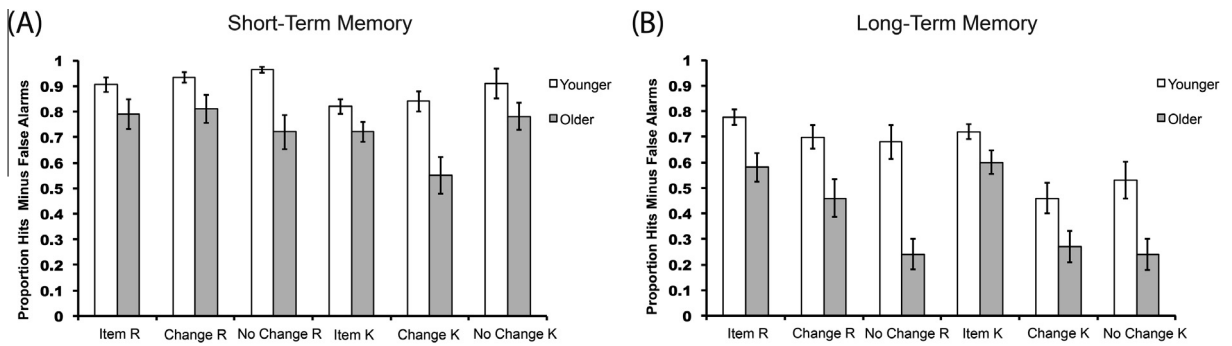 (A)
Short-Term Memory
Proportion Hits Minus False Alarms
1
0.9
0.8
0.7
0.6
0.5
0.4
0.3
0.2
0.1
0
Item R Change R No Change R Item K Change K No Change K
Younger
Older
(B)
Long-Term Memory
Proportion Hits Minus False Alarms
1
0.9
0.8
0.7
0.6
0.5
0.4
0.3
0.2
0.1
0
Item R Change R No Change R Item K Change K No Change K
Younger
Older